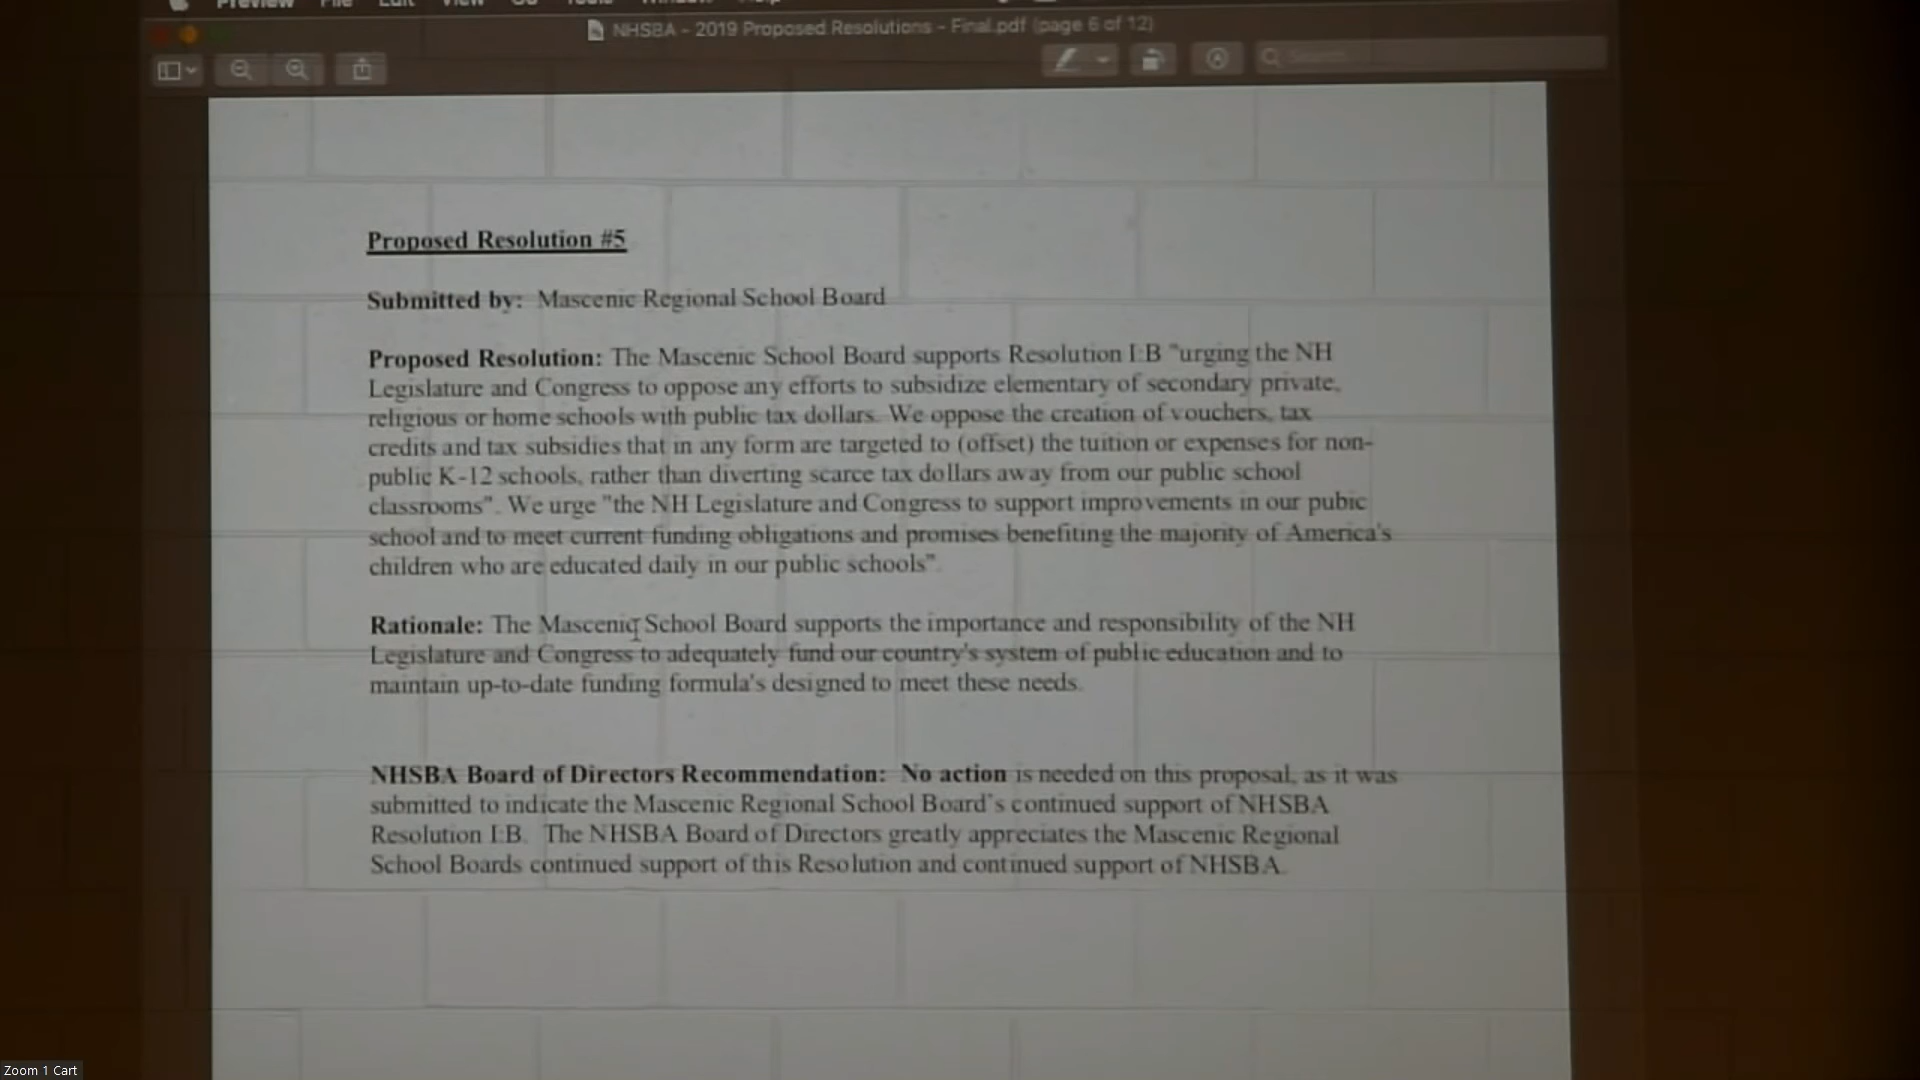 Preview File Edit View Go Tools Window Help
NHSBA - 2019 Proposed Resolutions - Final.pdf (page 6 of 12)
Search
Proposed Resolution #5
Submitted by: Mascenic Regional School Board
Proposed Resolution: The Mascenic School Board supports Resolution I:B "urging the NH
Legislature and Congress to oppose any efforts to subsidize elementary of secondary private,
religious or home schools with public tax dollars. We oppose the creation of vouchers, tax
credits and tax subsidies that in any form are targeted to (offset) the tuition or expenses for non-
public K-12 schools, rather than diverting scarce tax dollars away from our public school
classrooms". We urge "the NH Legislature and Congress to support improvements in our pubic
school and to meet current funding obligations and promises benefiting the majority of America's
children who are educated daily in our public schools".
Rationale: The Mascenic School Board supports the importance and responsibility of the NH
Legislature and Congress to adequately fund our country's system of public education and to
maintain up-to-date funding formula's designed to meet these needs.
NHSBA Board of Directors Recommendation: No action is needed on this proposal, as it was
submitted to indicate the Mascenic Regional School Board's continued support of NHSBA
Resolution I:B. The NHSBA Board of Directors greatly appreciates the Mascenic Regional
School Boards continued support of this Resolution and continued support of NHSBA.
Zoom 1 Cart